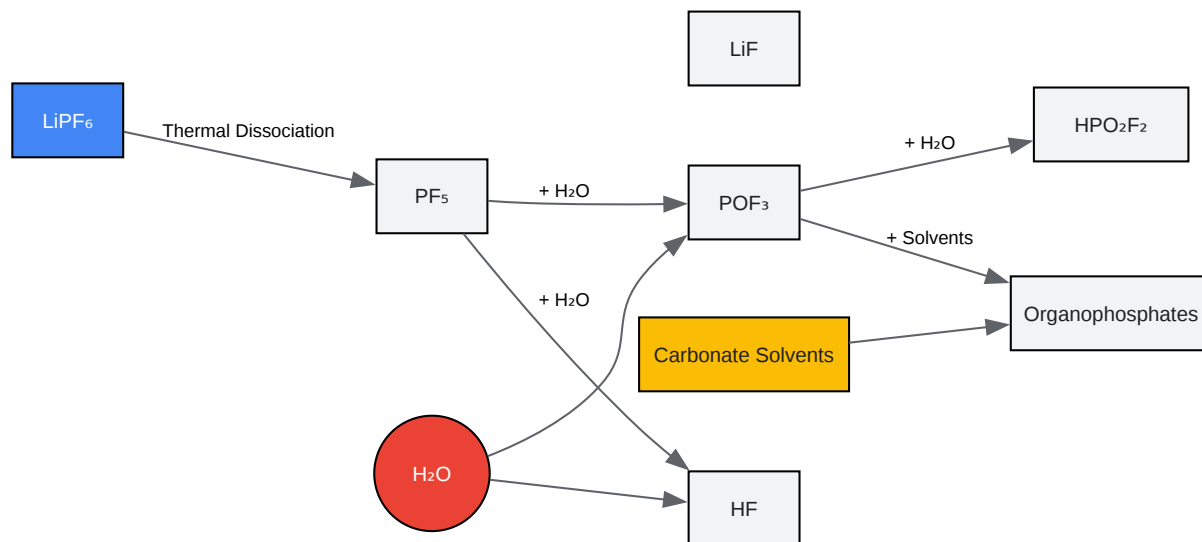 LiF
LiPF₆
HPO₂F₂
Thermal Dissociation
+ H₂O
PF₅
+ H₂O
POF₃
+ Solvents
+ H₂O
Organophosphates
Carbonate Solvents
H₂O
HF